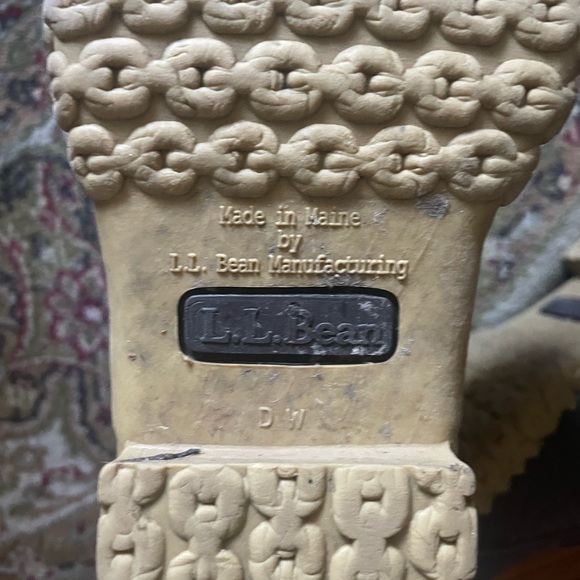 Made in Maine
by
L.L. Bean Manufacturing
L.L.Bean
D W